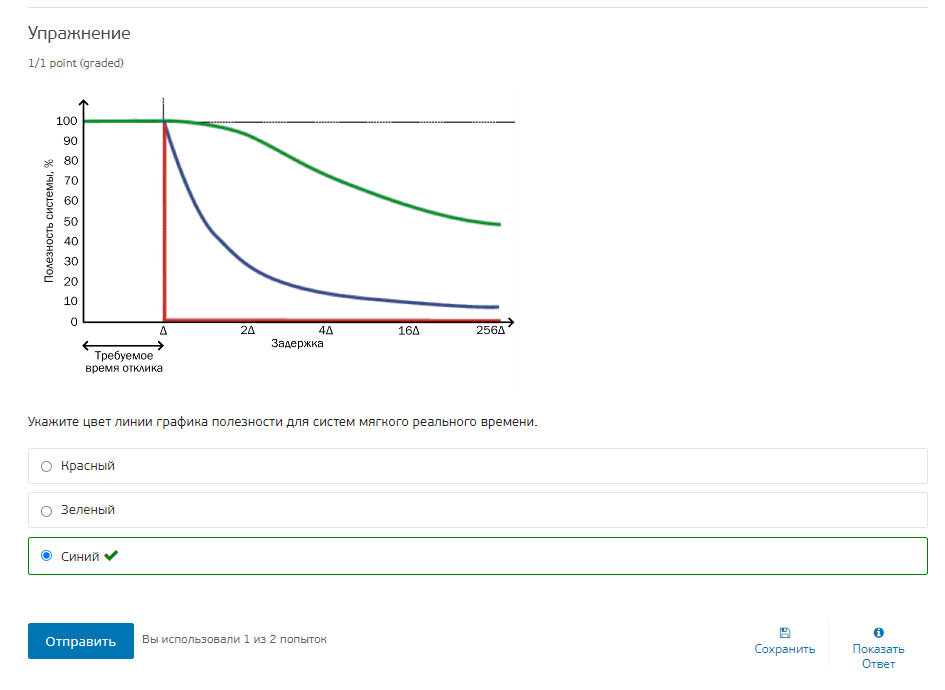 Упражнение
1/1 point (graded)
100
90
80
70
60
50
40
30
20
10
0
Полезность системы, %
Δ 2Δ 4Δ 16Δ 256Δ
Задержка
Требуемое
время отклика
Укажите цвет линии графика полезности для систем мягкого реального времени.
Красный
Зеленый
Синий
Отправить Вы использовали 1 из 2 попыток
Сохранить
Показать
Ответ